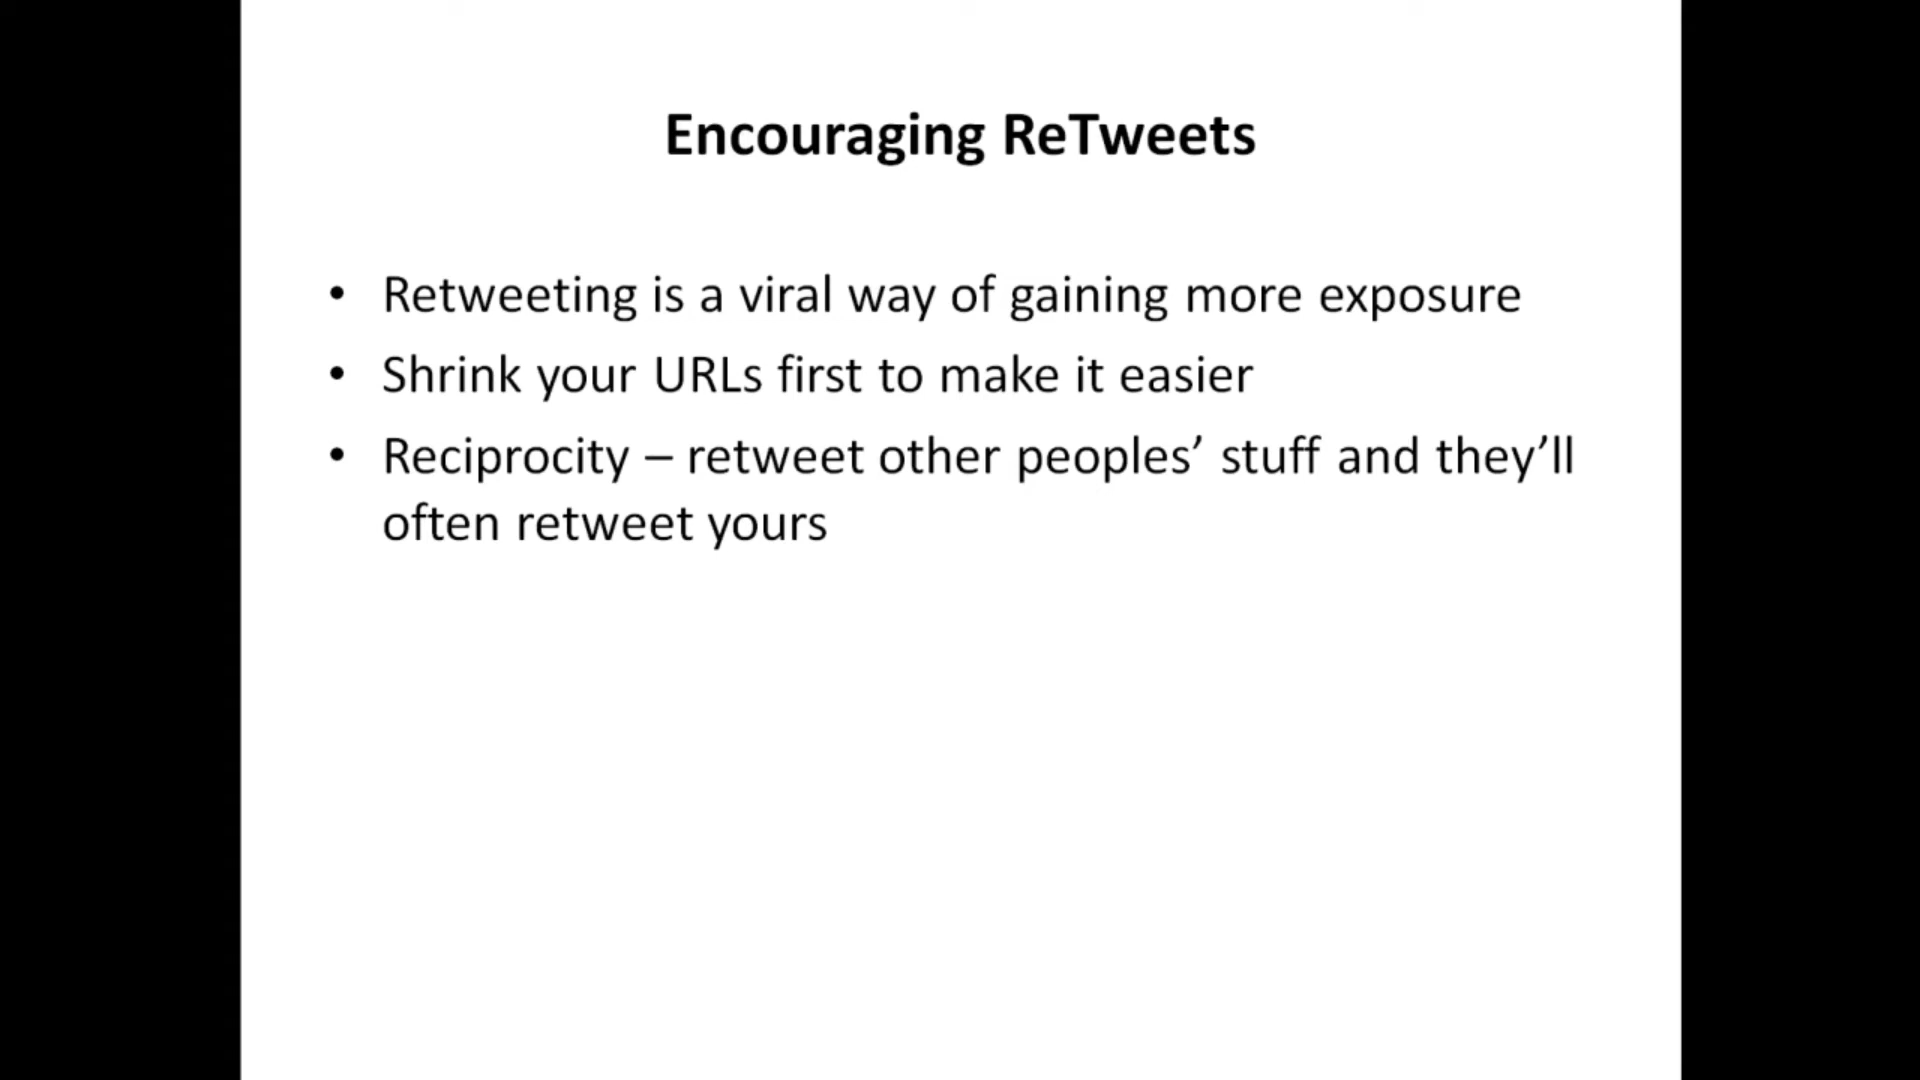 Encouraging ReTweets
• Retweeting is a viral way of gaining more exposure
• Shrink your URLs first to make it easier
• Reciprocity – retweet other peoples’ stuff and they’ll
often retweet yours